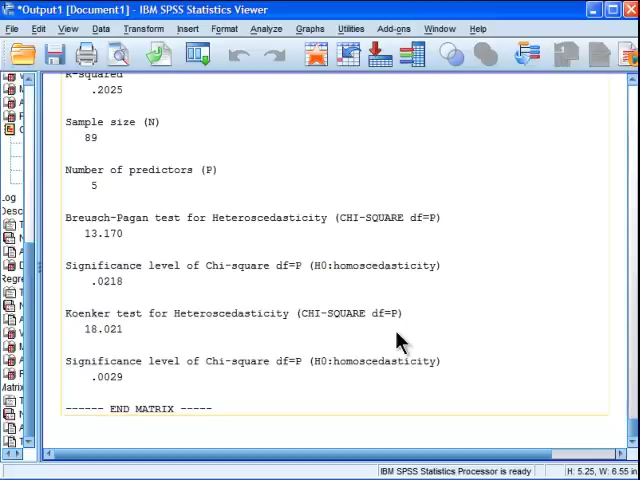 *Output1 [Document1] - IBM SPSS Statistics Viewer
File Edit View Data Transform Insert Format Analyze Graphs Utilities Add-ons Window Help
R-squared
.2025
Sample size (N)
89
Number of predictors (P)
5
Breusch-Pagan test for Heteroscedasticity (CHI-SQUARE df=P)
13.170
Significance level of Chi-square df=P (H0:homoscedasticity)
.0218
Koenker test for Heteroscedasticity (CHI-SQUARE df=P)
18.021
Significance level of Chi-square df=P (H0:homoscedasticity)
.0029
------ END MATRIX -----
Log
Desc
Regre
Matrix
IBM SPSS Statistics Processor is ready
H: 5.25, W: 6.55 in